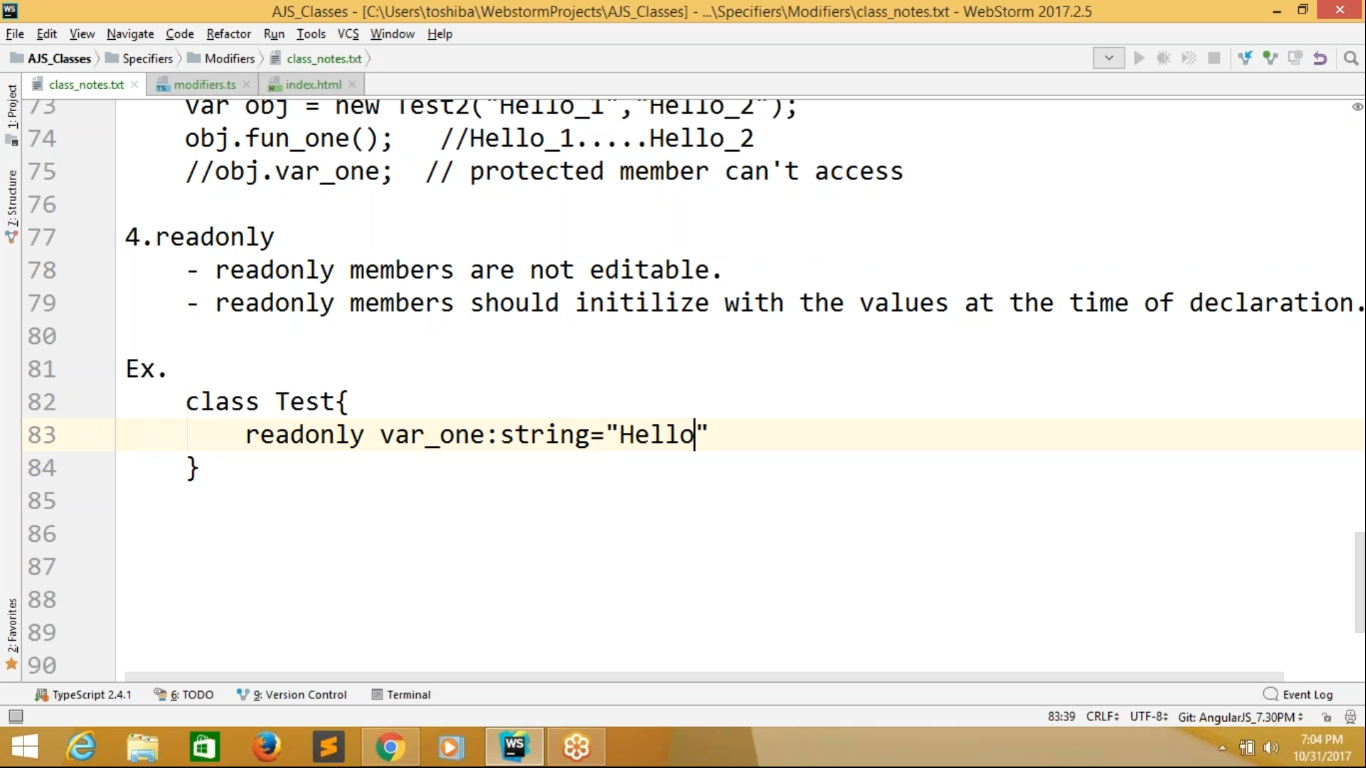 AJS_Classes - [C:\Users\toshiba\WebstormProjects\AJS_Classes] - ...\Specifiers\Modifiers\class_notes.txt - WebStorm 2017.2.5
File Edit View Navigate Code Refactor Run Tools VCS Window Help
AJS_Classes Specifiers Modifiers class_notes.txt
class_notes.txt modifiers.ts index.html
1: Project
7: Structure
2: Favorites
73 var obj = new Test2("Hello_1","Hello_2");
74 obj.fun_one(); //Hello_1.....Hello_2
75 //obj.var_one; // protected member can't access
76
77 4.readonly
78 - readonly members are not editable.
79 - readonly members should initilize with the values at the time of declaration.
80
81 Ex.
82 class Test{
83 readonly var_one:string="Hello"
84 }
85
86
87
88
89
90
TypeScript 2.4.1 6: TODO 9: Version Control Terminal Event Log
83:39 CRLF÷ UTF-8÷ Git: AngularJS_7.30PM÷
WS
7:04 PM
10/31/2017